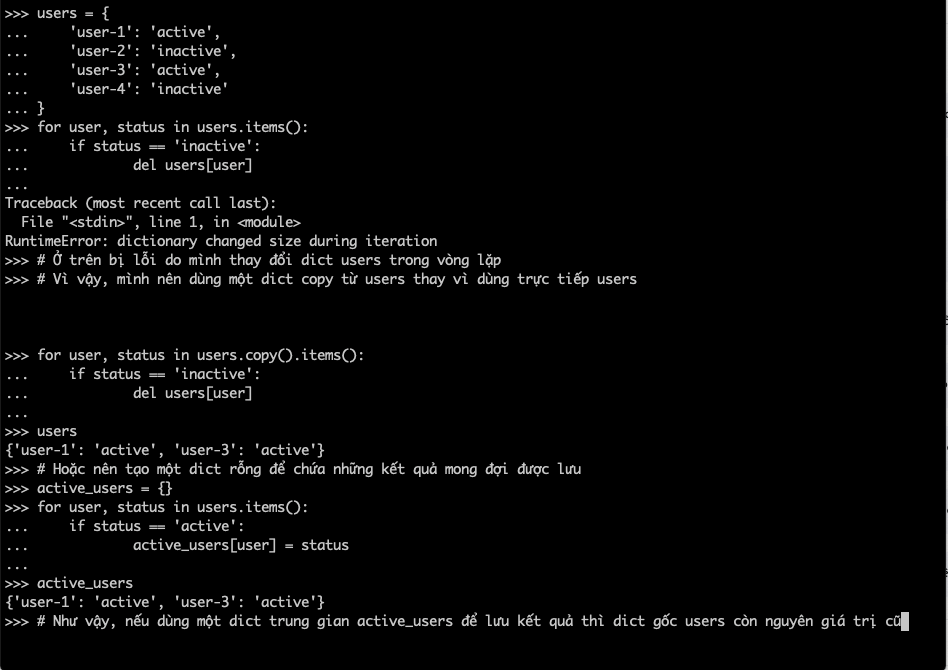 >>> users = {
...     'user-1': 'active',
...     'user-2': 'inactive',
...     'user-3': 'active',
...     'user-4': 'inactive'
... }
>>> for user, status in users.items():
...     if status == 'inactive':
...             del users[user]
...
Traceback (most recent call last):
  File "<stdin>", line 1, in <module>
RuntimeError: dictionary changed size during iteration
>>> # Ở trên bị lỗi do mình thay đổi dict users trong vòng lặp
>>> # Vì vậy, mình nên dùng một dict copy từ users thay vì dùng trực tiếp users
>>> for user, status in users.copy().items():
...     if status == 'inactive':
...             del users[user]
...
>>> users
{'user-1': 'active', 'user-3': 'active'}
>>> # Hoặc nên tạo một dict rỗng để chứa những kết quả mong đợi được lưu
>>> active_users = {}
>>> for user, status in users.items():
...     if status == 'active':
...             active_users[user] = status
...
>>> active_users
{'user-1': 'active', 'user-3': 'active'}
>>> # Như vậy, nếu dùng một dict trung gian active_users để lưu kết quả thì dict gốc users còn nguyên giá trị cũ